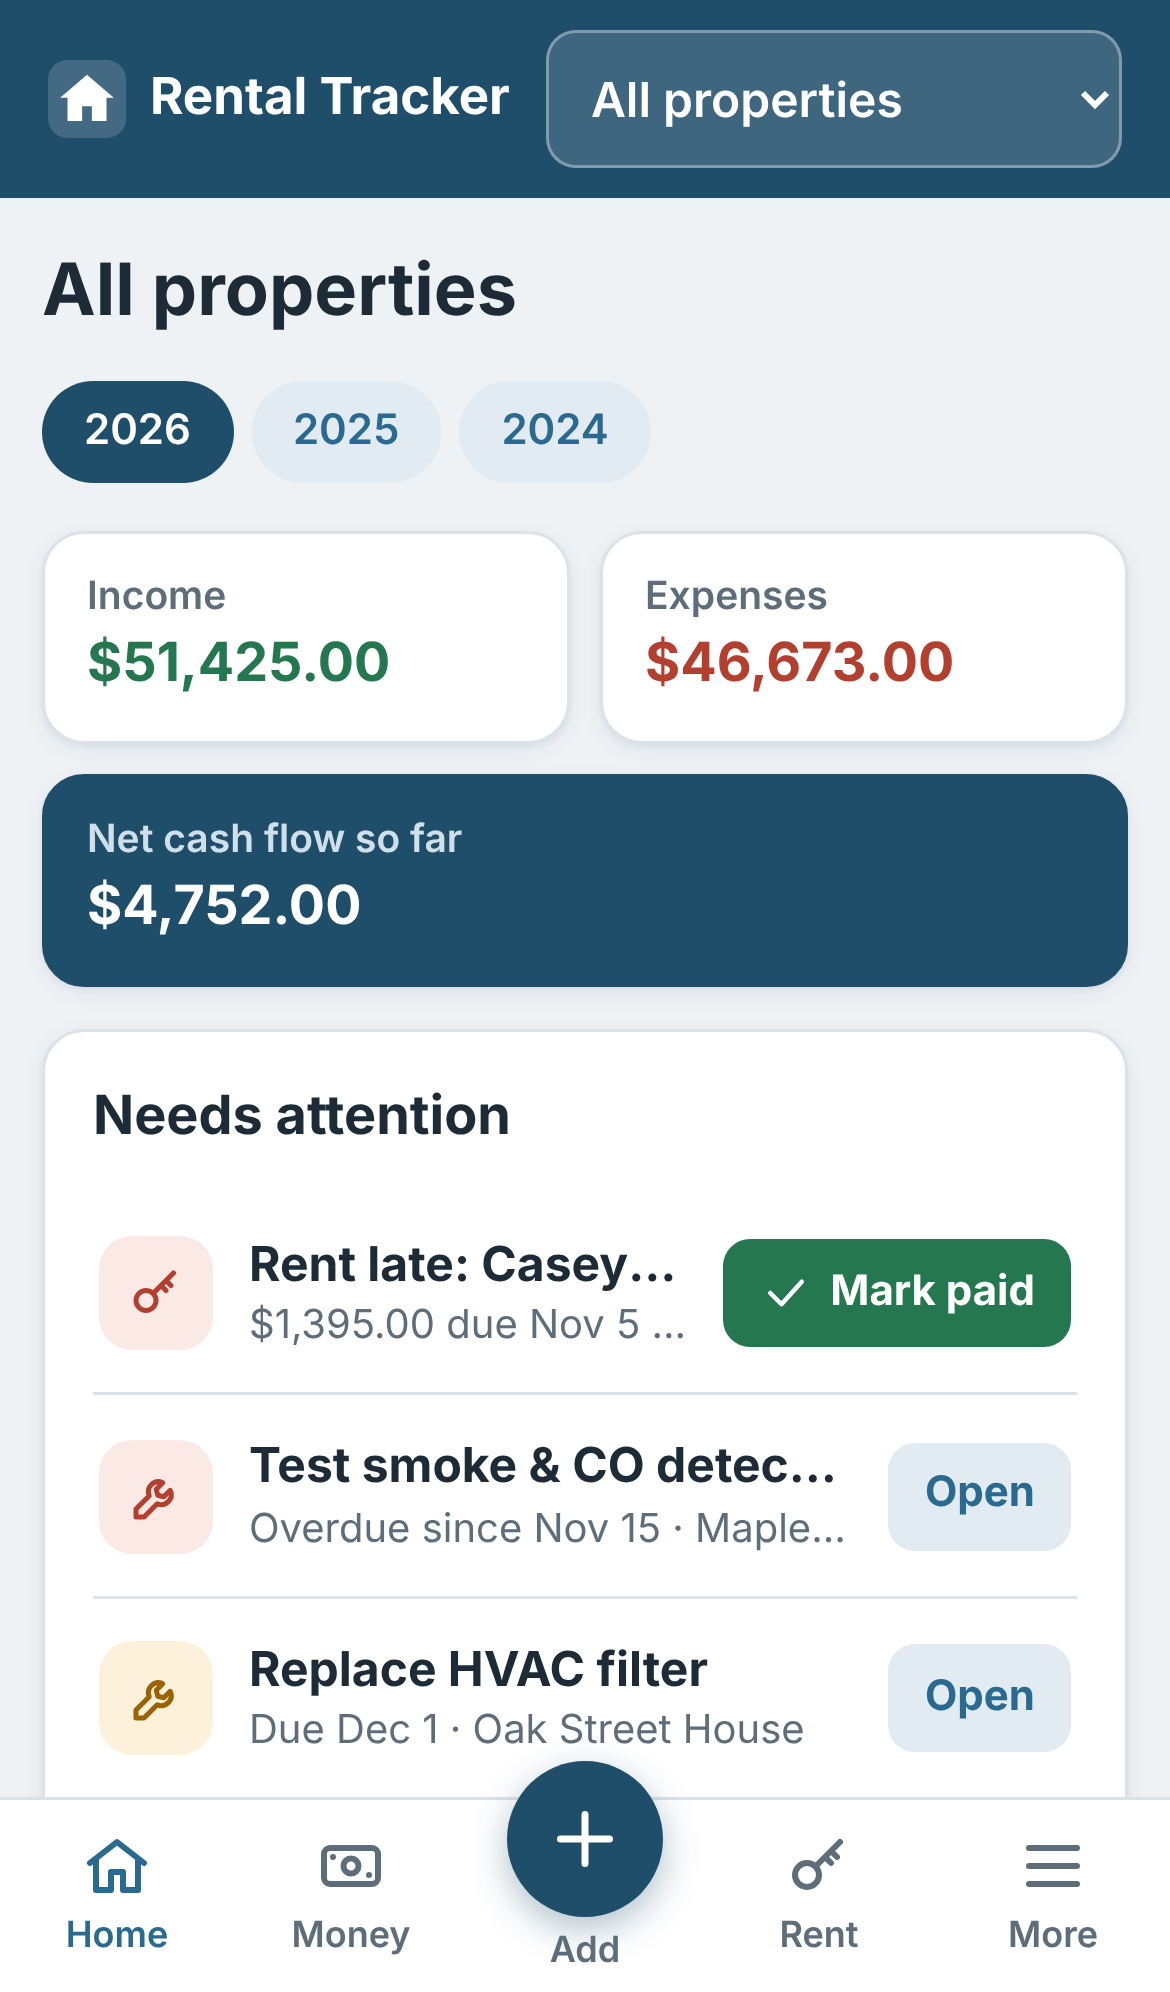 Rental Tracker
All properties
All properties
2026 2025 2024
Income
$51,425.00
Expenses
$46,673.00
Net cash flow so far
$4,752.00
Needs attention
Rent late: Casey...
$1,395.00 due Nov 5 ...
Mark paid
Test smoke & CO detec...
Overdue since Nov 15 · Maple...
Open
Replace HVAC filter
Due Dec 1 · Oak Street House
Open
Home Money Add Rent More